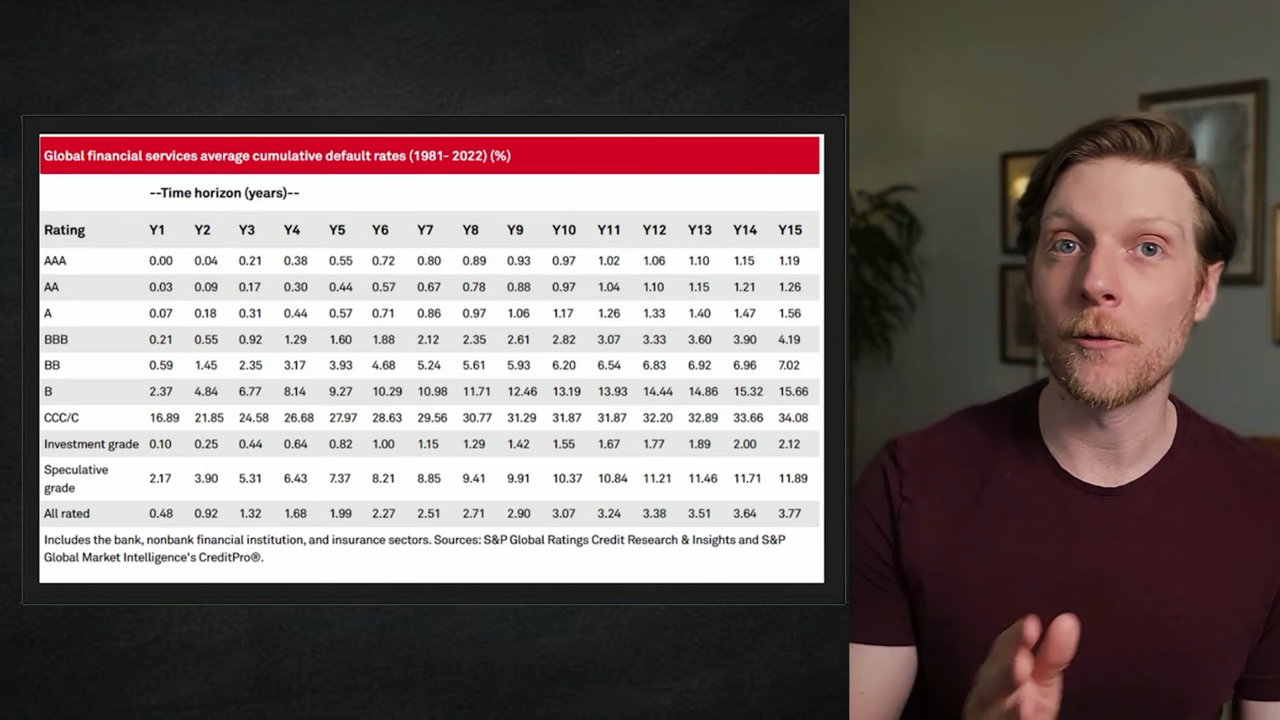 Global financial services average cumulative default rates (1981- 2022) (%)
--Time horizon (years)--
Rating Y1 Y2 Y3 Y4 Y5 Y6 Y7 Y8 Y9 Y10 Y11 Y12 Y13 Y14 Y15
AAA 0.00 0.04 0.21 0.38 0.55 0.72 0.80 0.89 0.93 0.97 1.02 1.06 1.10 1.15 1.19
AA 0.03 0.09 0.17 0.30 0.44 0.57 0.67 0.78 0.88 0.97 1.04 1.10 1.15 1.21 1.26
A 0.07 0.18 0.31 0.44 0.57 0.71 0.86 0.97 1.06 1.17 1.26 1.33 1.40 1.47 1.56
BBB 0.21 0.55 0.92 1.29 1.60 1.88 2.12 2.35 2.61 2.82 3.07 3.33 3.60 3.90 4.19
BB 0.59 1.45 2.35 3.17 3.93 4.68 5.24 5.61 5.93 6.20 6.54 6.83 6.92 6.96 7.02
B 2.37 4.84 6.77 8.14 9.27 10.29 10.98 11.71 12.46 13.19 13.93 14.44 14.86 15.32 15.66
CCC/C 16.89 21.85 24.58 26.68 27.97 28.63 29.56 30.77 31.29 31.87 31.87 32.20 32.89 33.66 34.08
Investment grade 0.10 0.25 0.44 0.64 0.82 1.00 1.15 1.29 1.42 1.55 1.67 1.77 1.89 2.00 2.12
Speculative
grade 2.17 3.90 5.31 6.43 7.37 8.21 8.85 9.41 9.91 10.37 10.84 11.21 11.46 11.71 11.89
All rated 0.48 0.92 1.32 1.68 1.99 2.27 2.51 2.71 2.90 3.07 3.24 3.38 3.51 3.64 3.77
Includes the bank, nonbank financial institution, and insurance sectors. Sources: S&P Global Ratings Credit Research & Insights and S&P
Global Market Intelligence's CreditPro®.